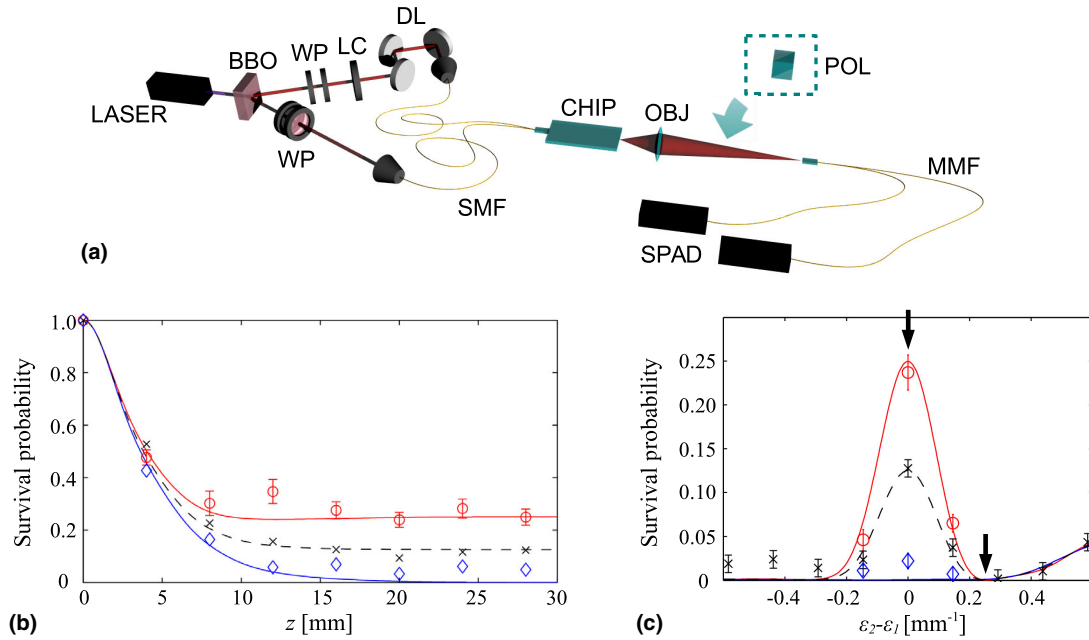 DL
LC
WP
BBO
LASER
WP
SMF
CHIP
OBJ
POL
MMF
SPAD
(a)
Survival probability
1.0
0.8
0.6
0.4
0.2
0
0 5 10 15 20 25 30
z [mm]
(b)
Survival probability
0.25
0.20
0.15
0.10
0.05
0
-0.4 -0.2 0 0.2 0.4
ε2-ε1 [mm-1]
(c)